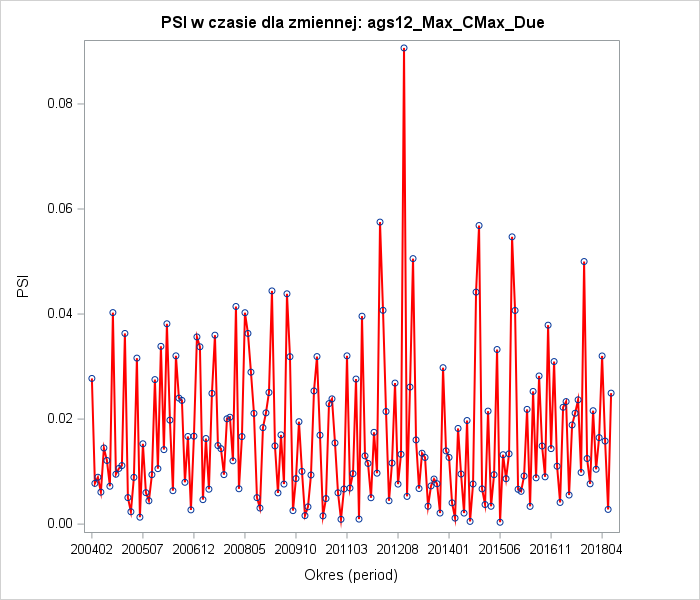 PSI w czasie dla zmiennej: ags12_Max_CMax_Due
0.08
0.06
0.04
0.02
0.00
PSI
200402 200507 200612 200805 200910 201103 201208 201401 201506 201611 201804
Okres (period)